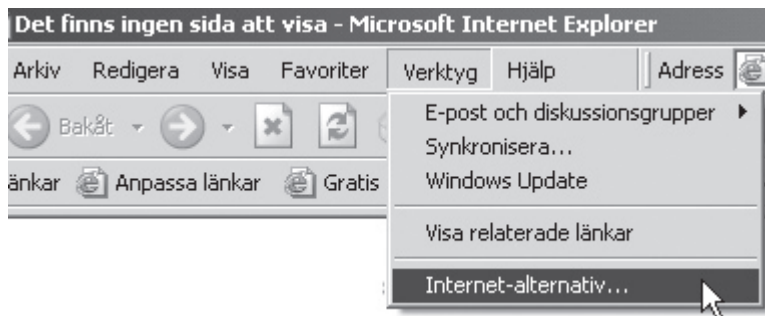 Det finns ingen sida att visa - Microsoft Internet Explorer
Arkiv Redigera Visa Favoriter Verktyg Hjälp Adress
Bakåt
änkar Anpassa länkar Gratis
E-post och diskussionsgrupper
Synkronisera...
Windows Update
Visa relaterade länkar
Internet-alternativ...